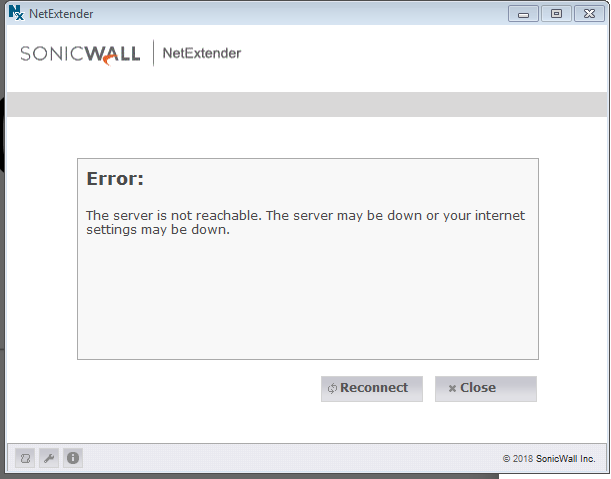 NetExtender
SONICWALL NetExtender
Error:
The server is not reachable. The server may be down or your internet
settings may be down.
Reconnect
Close
© 2018 SonicWall Inc.